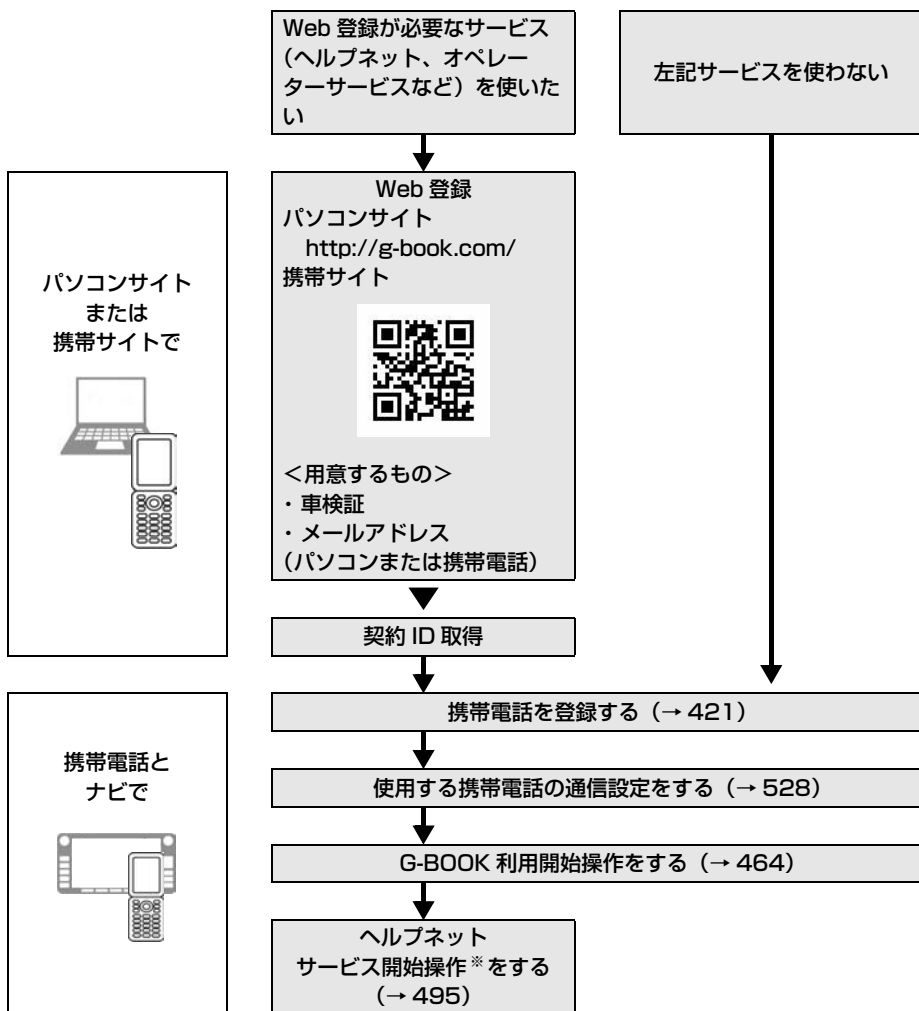 Web 登録が必要なサービス
（ヘルプネット、オペレー
ターサービスなど）を使いた
い
左記サービスを使わない
パソコンサイト
または
携帯サイトで
Web 登録
パソコンサイト
http://g-book.com/
携帯サイト
＜用意するもの＞
・車検証
・メールアドレス
（パソコンまたは携帯電話）
契約 ID 取得
携帯電話と
ナビで
携帯電話を登録する（→ 421）
使用する携帯電話の通信設定をする（→ 528）
G-BOOK 利用開始操作をする（→ 464）
ヘルプネット
サービス開始操作※をする
（→ 495）